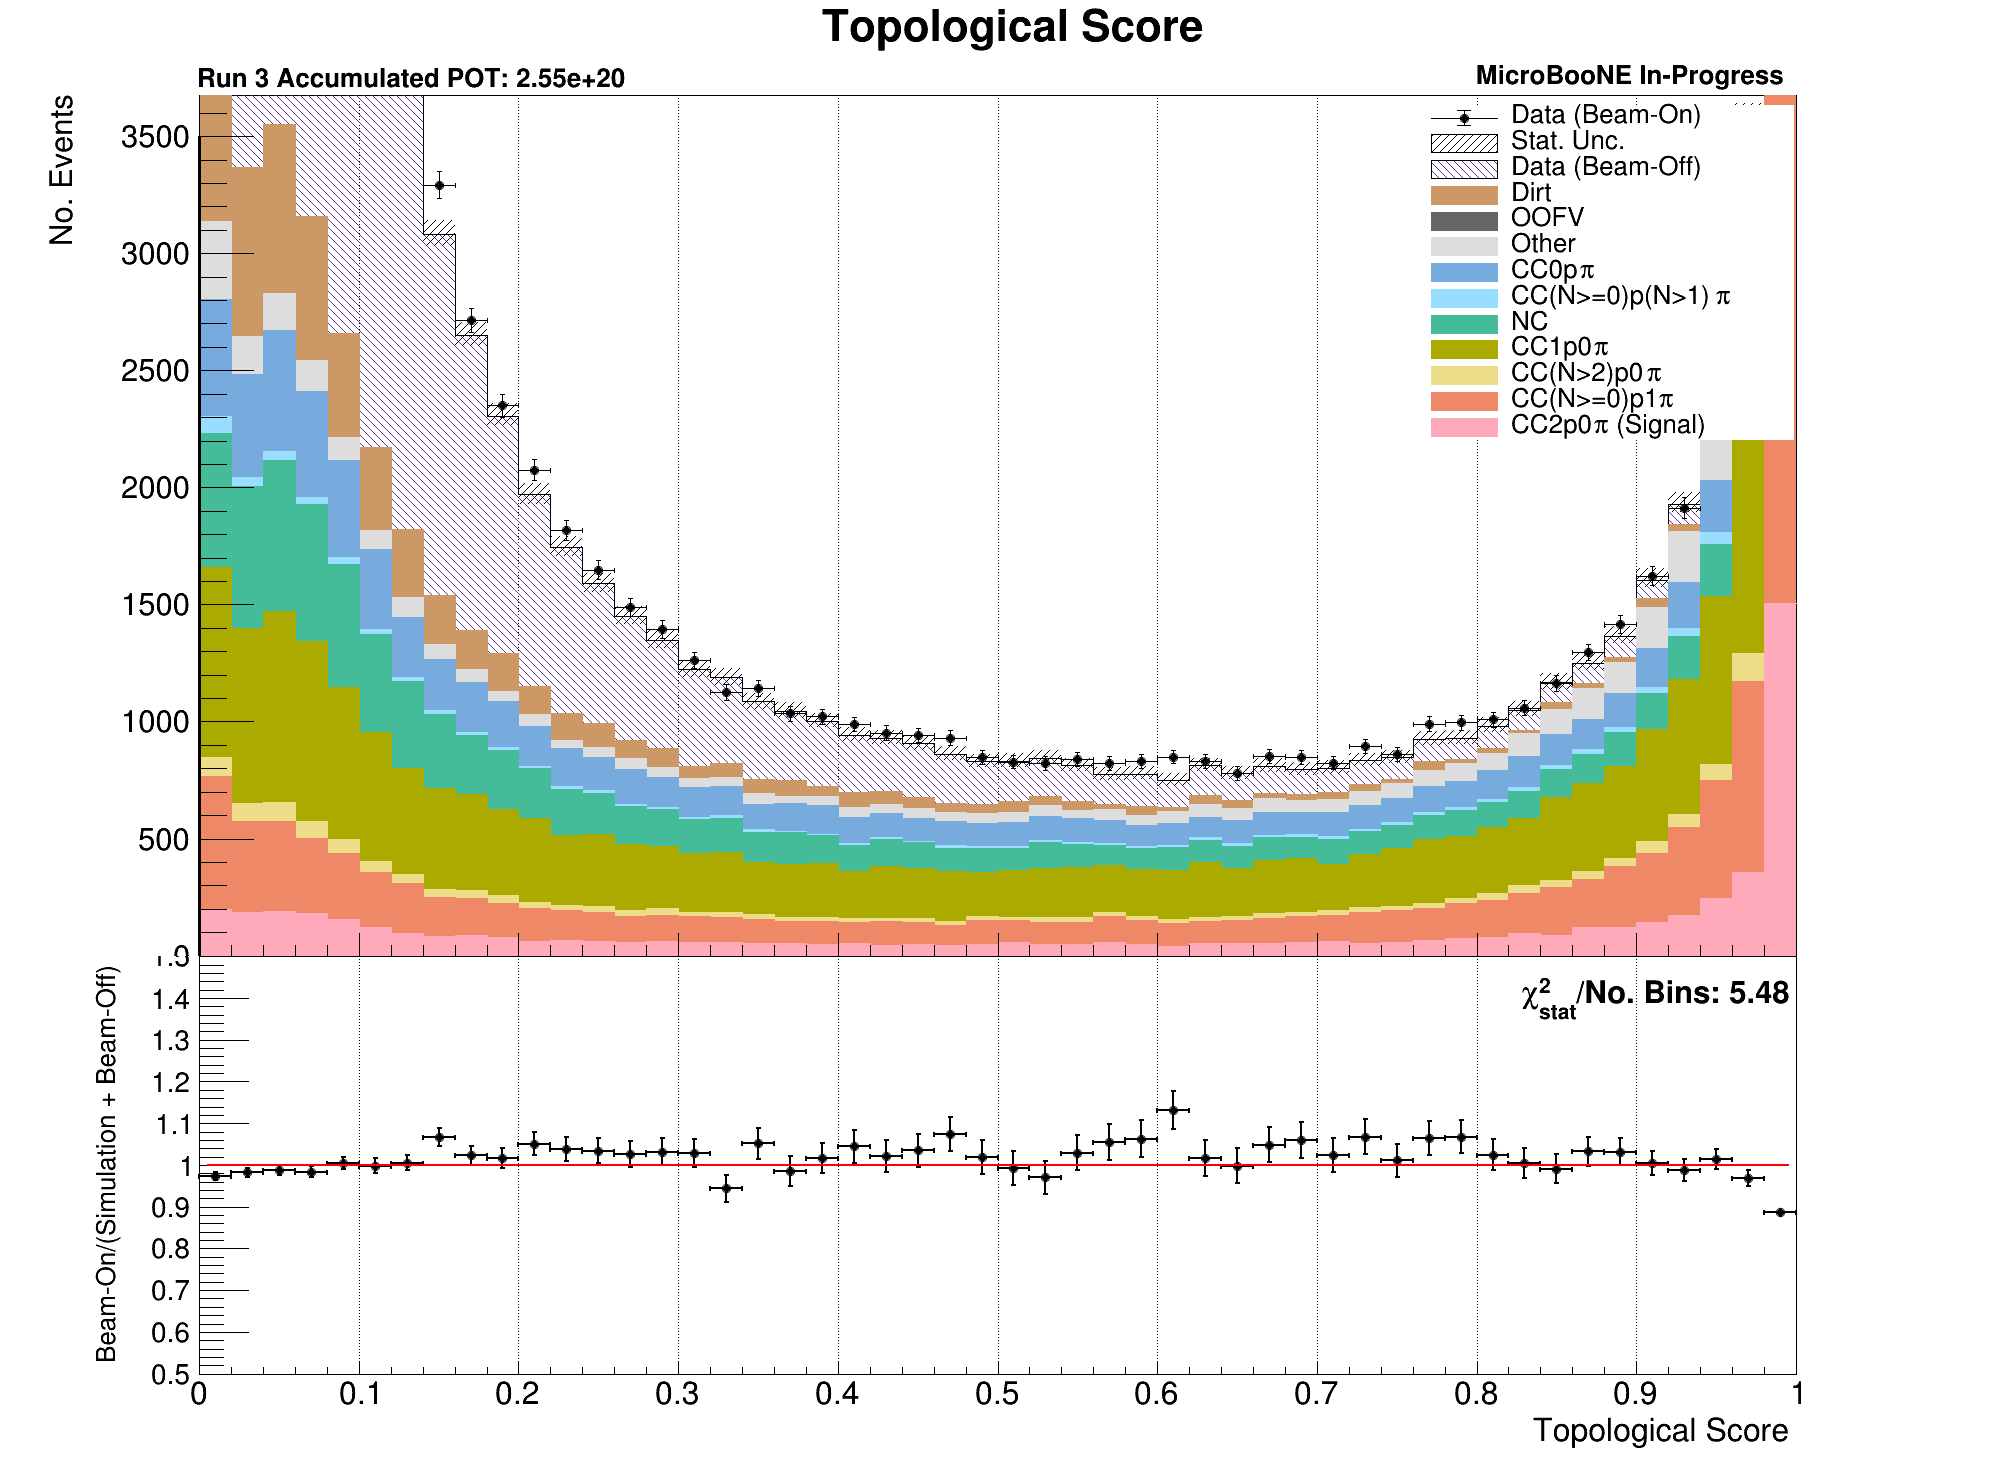 Topological Score
Run 3 Accumulated POT: 2.55e+20
MicroBooNE In-Progress
No. Events
3500
3000
2500
2000
1500
1000
500
0
Data (Beam-On)
Stat. Unc.
Data (Beam-Off)
Dirt
OOFV
Other
CC0pπ
CC(N>=0)p(N>1) π
NC
CC1p0π
CC(N>2)p0π
CC(N>=0)p1π
CC2p0π (Signal)
Beam-On/(Simulation + Beam-Off)
1.5
1.4
1.3
1.2
1.1
1
0.9
0.8
0.7
0.6
0.5
χ²stat/No. Bins: 5.48
0 0.1 0.2 0.3 0.4 0.5 0.6 0.7 0.8 0.9 1
Topological Score